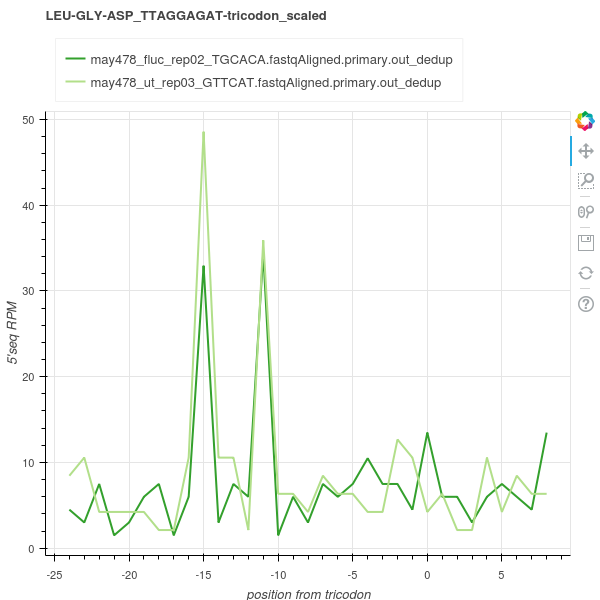 LEU-GLY-ASP_TTAGGAGAT-tricodon_scaled
may478_fluc_rep02_TGCACA.fastqAligned.primary.out_dedup
may478_ut_rep03_GTTCAT.fastqAligned.primary.out_dedup
50
40
30
20
10
0
5'seq RPM
-25 -20 -15 -10 -5 0 5
position from tricodon